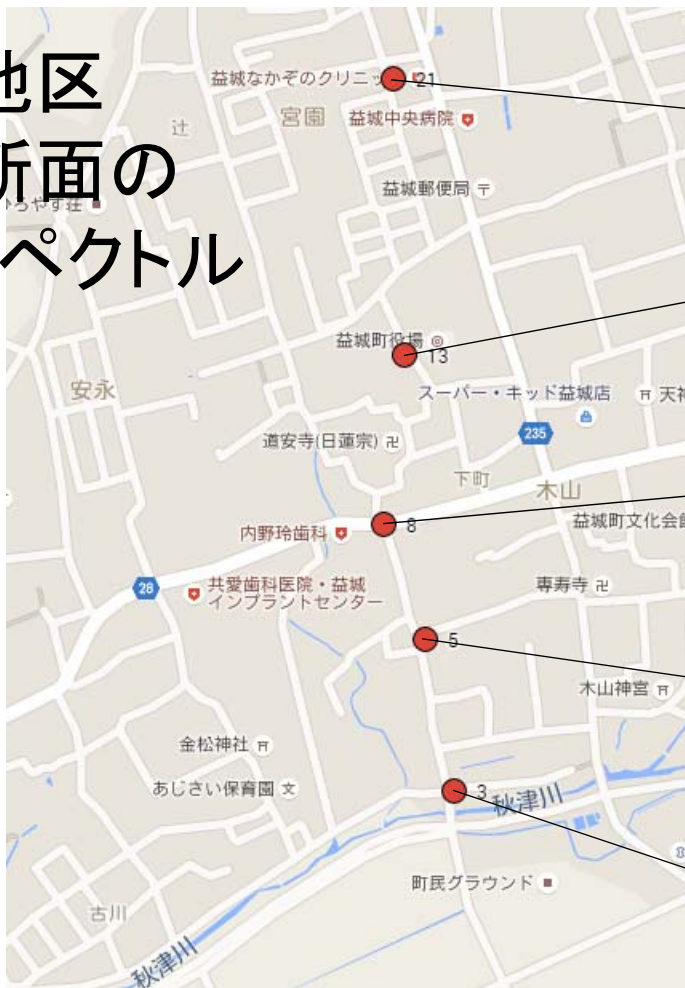 地区
断面の
ペクトル
益城なかぞのクリニッ
21
辻
宮園
益城中央病院
ひろやす荘
益城郵便局
益城町役場
13
安永
スーパー・キッド益城店
天神
道安寺(日蓮宗)
235
下町
木山
内野玲歯科
8
益城町文化会館
28
共愛歯科医院・益城
インプラントセンター
専寿寺
5
木山神宮
金松神社
あじさい保育園
3
秋津川
町民グラウンド
古川
秋津川